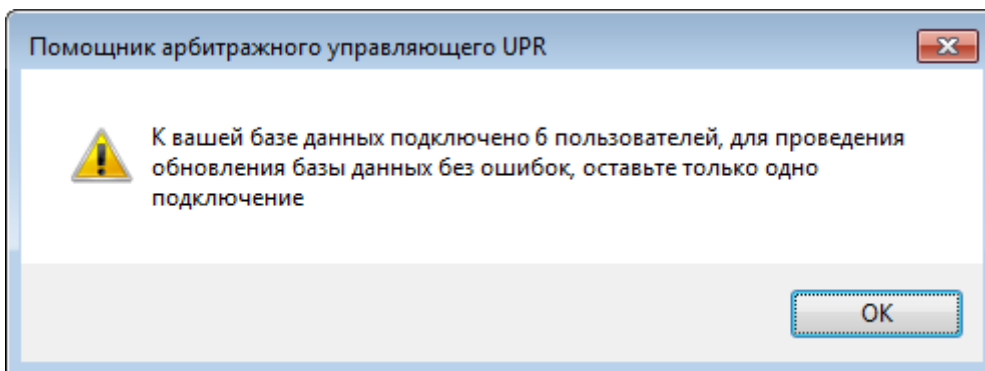 Помощник арбитражного управляющего UPR
К вашей базе данных подключено 6 пользователей, для проведения
обновления базы данных без ошибок, оставьте только одно
подключение
OK